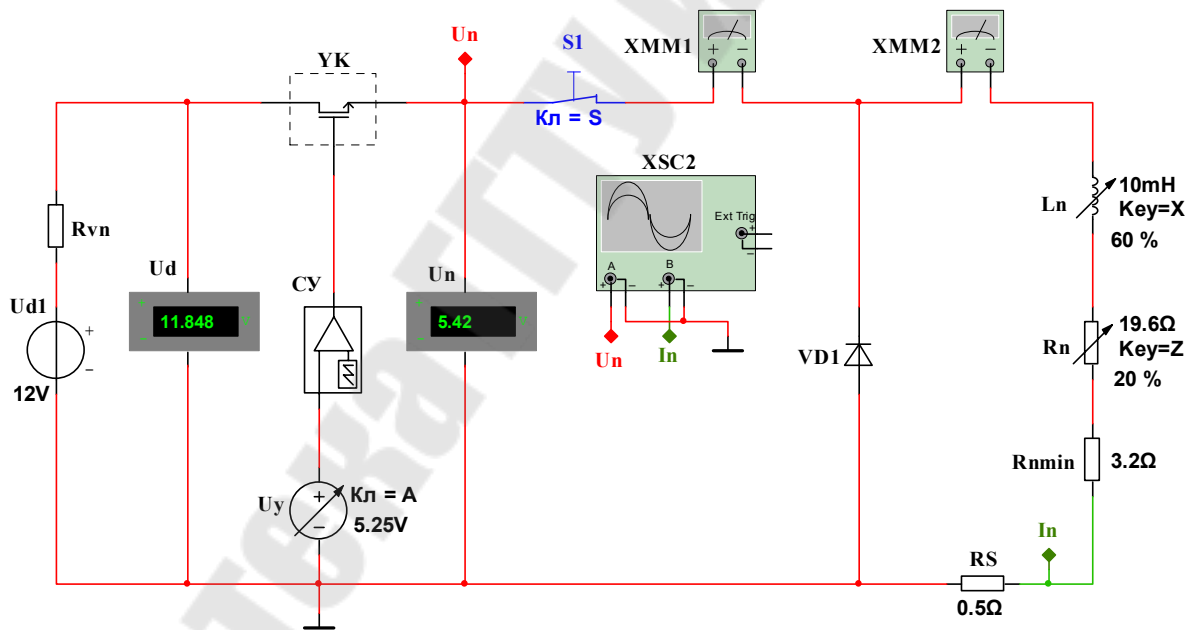 Un
S1
XMM1
XMM2
YK
Кл = S
XSC2
Ext Trig
A
B
10mH
Key=X
60 %
Ln
Rvn
Ud
СУ
Un
Ud1
11.848 V
5.42 V
12V
Un
In
VD1
19.6Ω
Key=Z
20 %
Rn
Rnmin
3.2Ω
Uy
Кл = A
5.25V
In
RS
0.5Ω